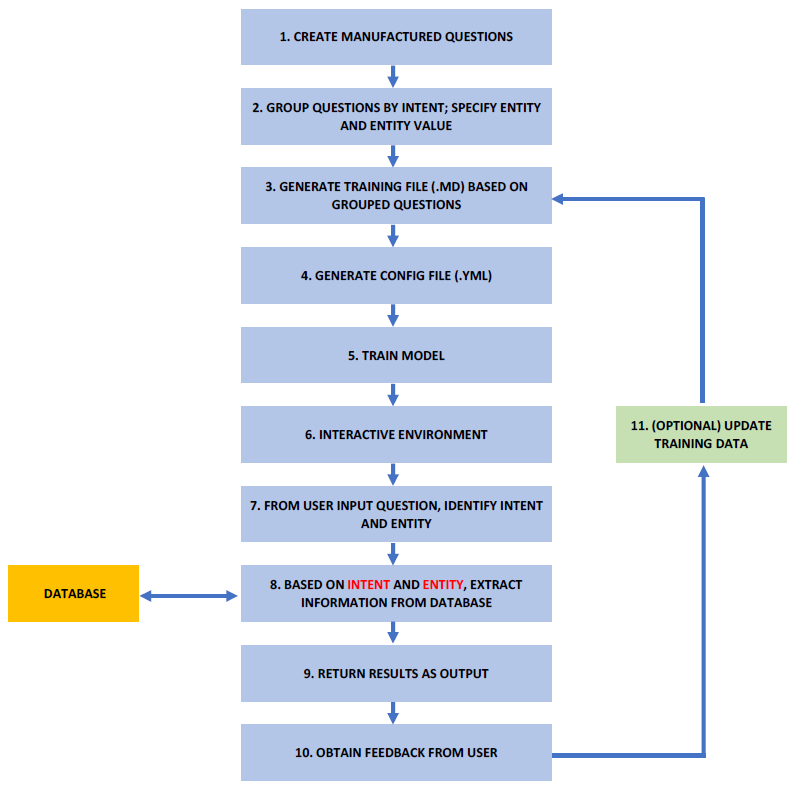 1. CREATE MANUFACTURED QUESTIONS
2. GROUP QUESTIONS BY INTENT; SPECIFY ENTITY
AND ENTITY VALUE
3. GENERATE TRAINING FILE (.MD) BASED ON
GROUPED QUESTIONS
4. GENERATE CONFIG FILE (.YML)
5. TRAIN MODEL
6. INTERACTIVE ENVIRONMENT
11. (OPTIONAL) UPDATE
TRAINING DATA
7. FROM USER INPUT QUESTION, IDENTIFY INTENT
AND ENTITY
DATABASE
8. BASED ON INTENT AND ENTITY, EXTRACT
INFORMATION FROM DATABASE
9. RETURN RESULTS AS OUTPUT
10. OBTAIN FEEDBACK FROM USER